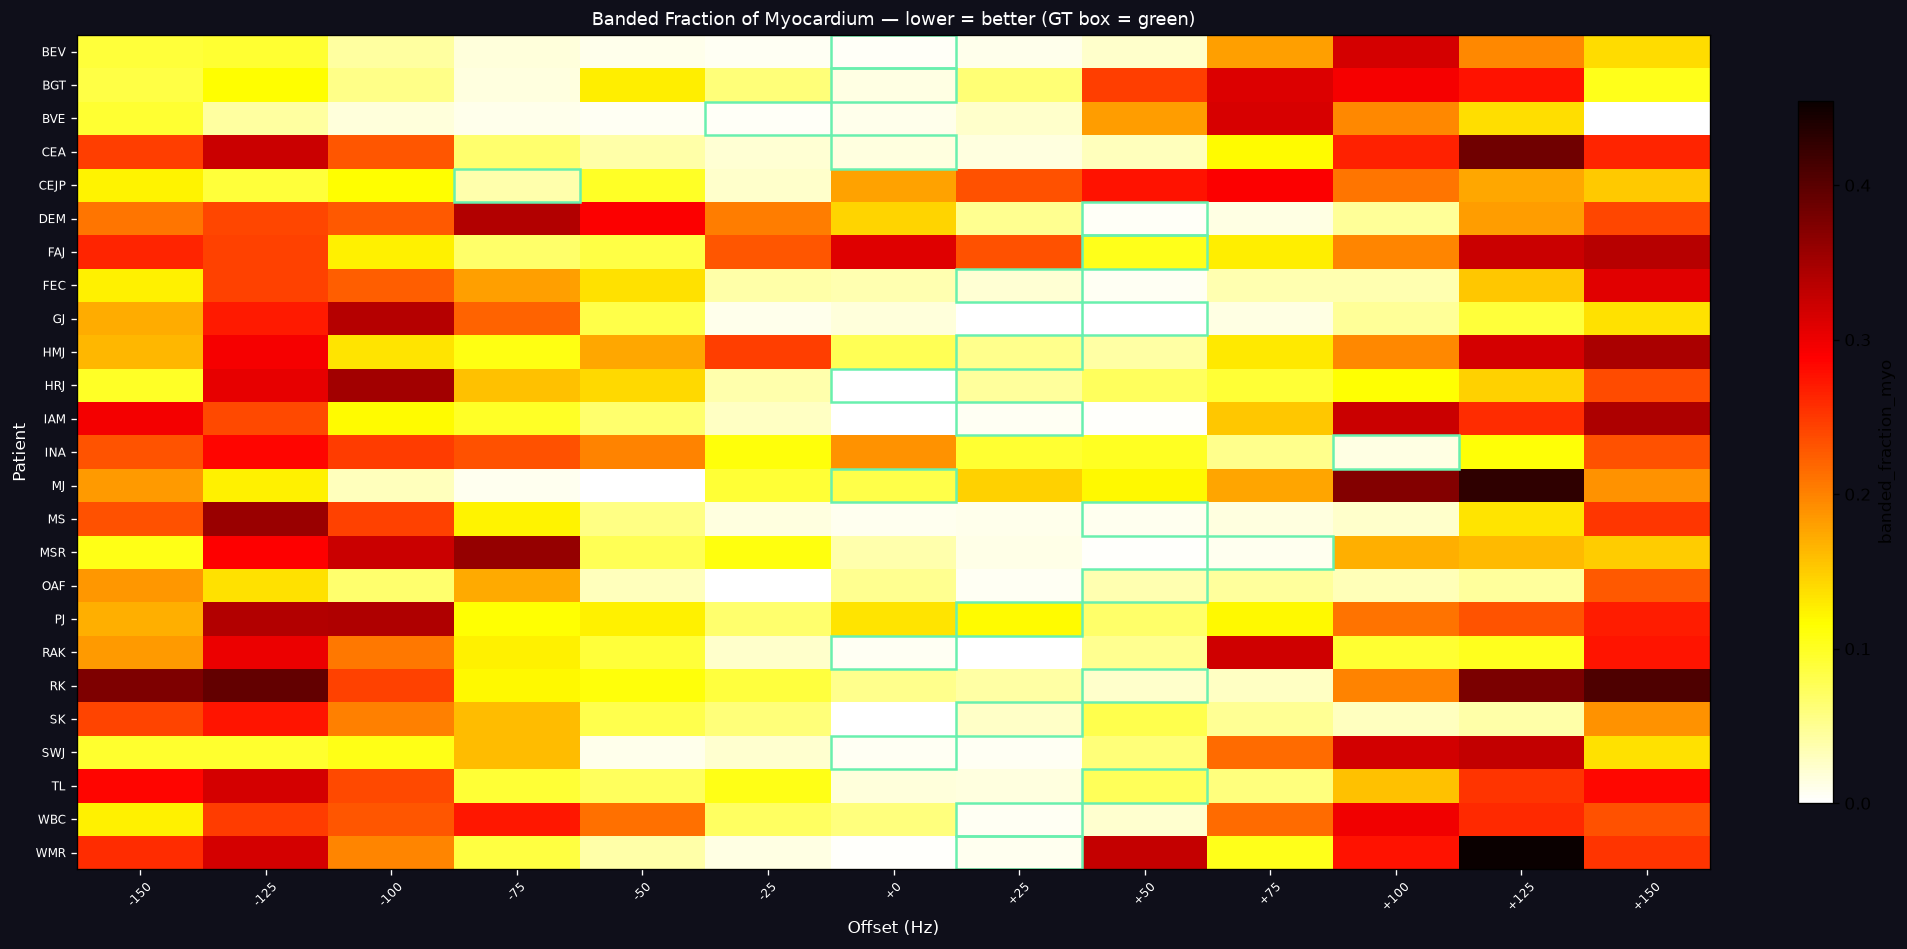 Banded Fraction of Myocardium — lower = better (GT box = green)
Patient
BEV
BGT
BVE
CEA
CEJP
DEM
FAJ
FEC
GJ
HMJ
HRJ
IAM
INA
MJ
MS
MSR
OAF
PJ
RAK
RK
SK
SWJ
TL
WBC
WMR
-150 -125 -100 -75 -50 -25 +0 +25 +50 +75 +100 +125 +150
Offset (Hz)
0.4
0.3
0.2
0.1
0.0
banded_fraction_myo